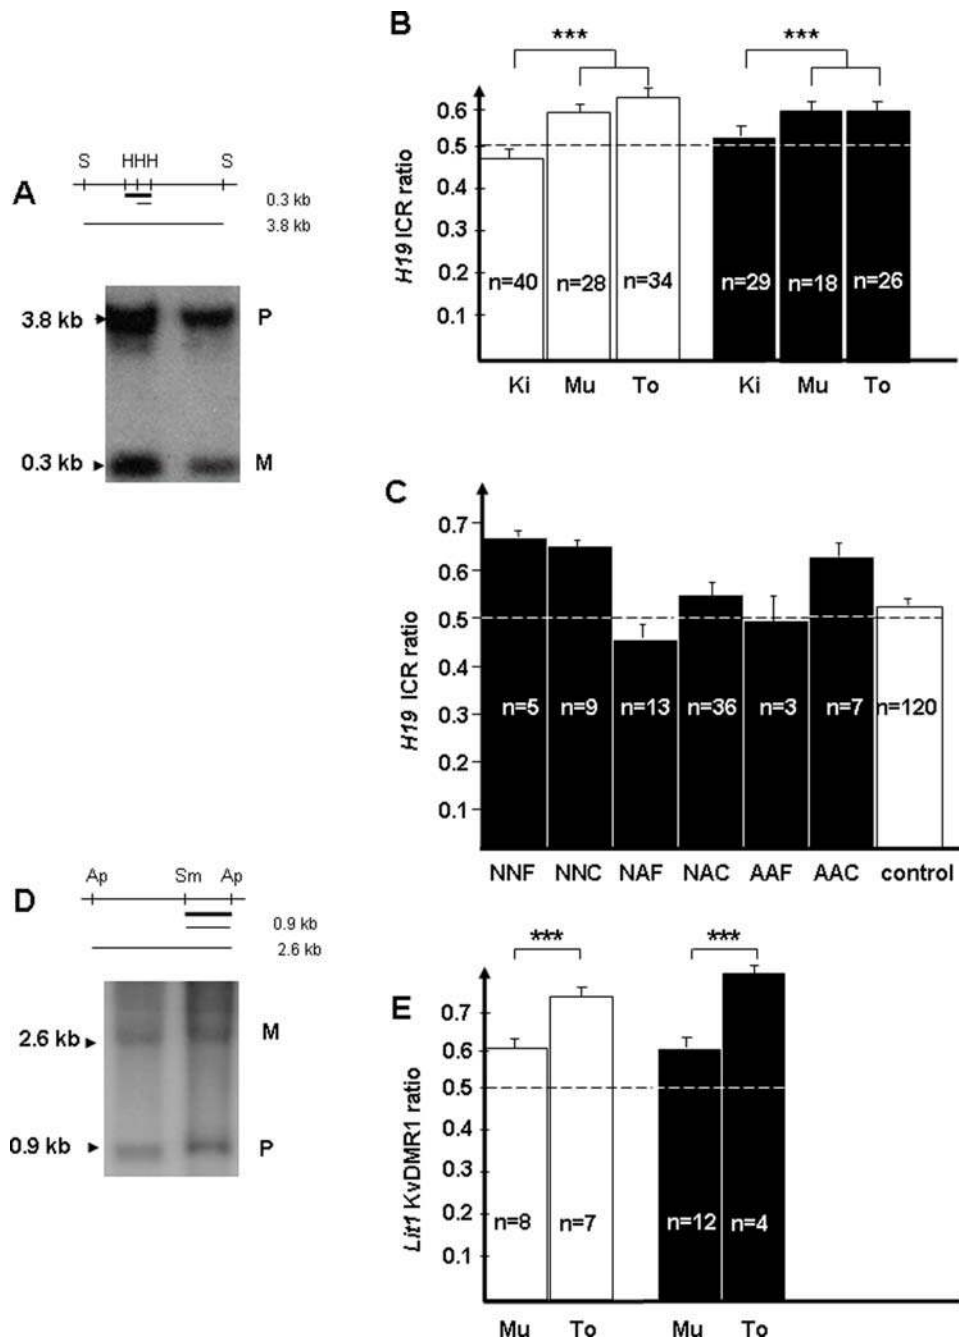 A
S HHH S
0.3 kb
3.8 kb
3.8 kb P
0.3 kb M
B
*** ***
H19 ICR ratio
0.6
0.5
0.4
0.3
0.2
0.1
n=40 n=28 n=34 n=29 n=18 n=26
Ki Mu To Ki Mu To
C
H19 ICR ratio
0.7
0.6
0.5
0.4
0.3
0.2
0.1
n=5 n=9 n=13 n=36 n=3 n=7 n=120
NNF NNC NAF NAC AAF AAC control
D
Ap Sm Ap
0.9 kb
2.6 kb
2.6 kb M
0.9 kb P
E
*** ***
Lit1 KvDMR1 ratio
0.7
0.6
0.5
0.4
0.3
0.2
0.1
n=8 n=7 n=12 n=4
Mu To Mu To